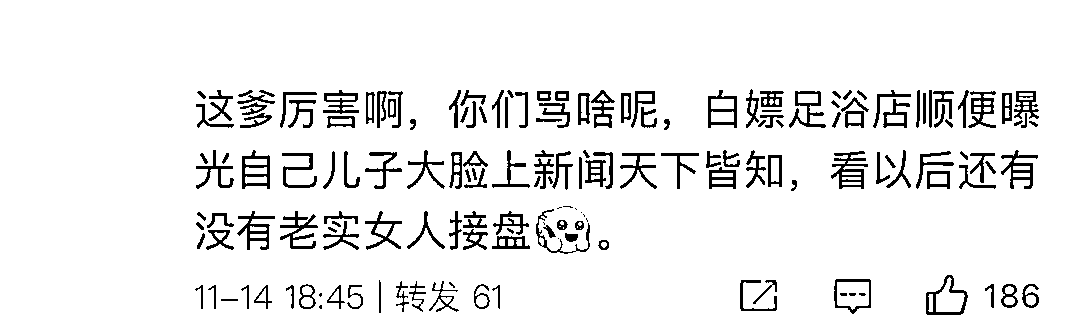 这爹厉害啊，你们骂啥呢，白嫖足浴店顺便曝
光自己儿子大脸上新闻天下皆知，看以后还有
没有老实女人接盘。
11-14 18:45 | 转发 61
186